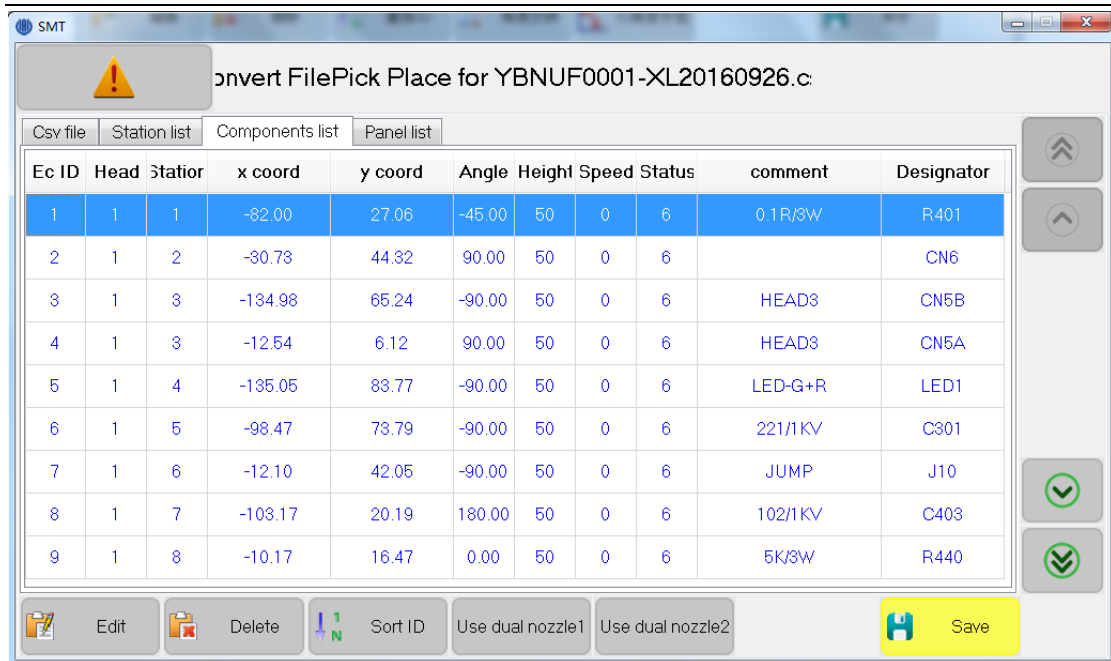 SMT
onvert FilePick Place for YBNUF0001-XL20160926.c
Csv file Station list Components list Panel list
Ec ID Head Station x coord y coord Angle Height Speed Status comment Designator
1 1 1 -82.00 27.06 -45.00 50 0 6 0.1R/3W R401
2 1 2 -30.73 44.32 90.00 50 0 6 CN6
3 1 3 -134.98 65.24 -90.00 50 0 6 HEAD3 CN5B
4 1 3 -12.54 6.12 90.00 50 0 6 HEAD3 CN5A
5 1 4 -135.05 83.77 -90.00 50 0 6 LED-G+R LED1
6 1 5 -98.47 73.79 -90.00 50 0 6 221/1KV C301
7 1 6 -12.10 42.05 -90.00 50 0 6 JUMP J10
8 1 7 -103.17 20.19 180.00 50 0 6 102/1KV C403
9 1 8 -10.17 16.47 0.00 50 0 6 5K/3W R440
Edit Delete 1 N Sort ID Use dual nozzle1 Use dual nozzle2 Save